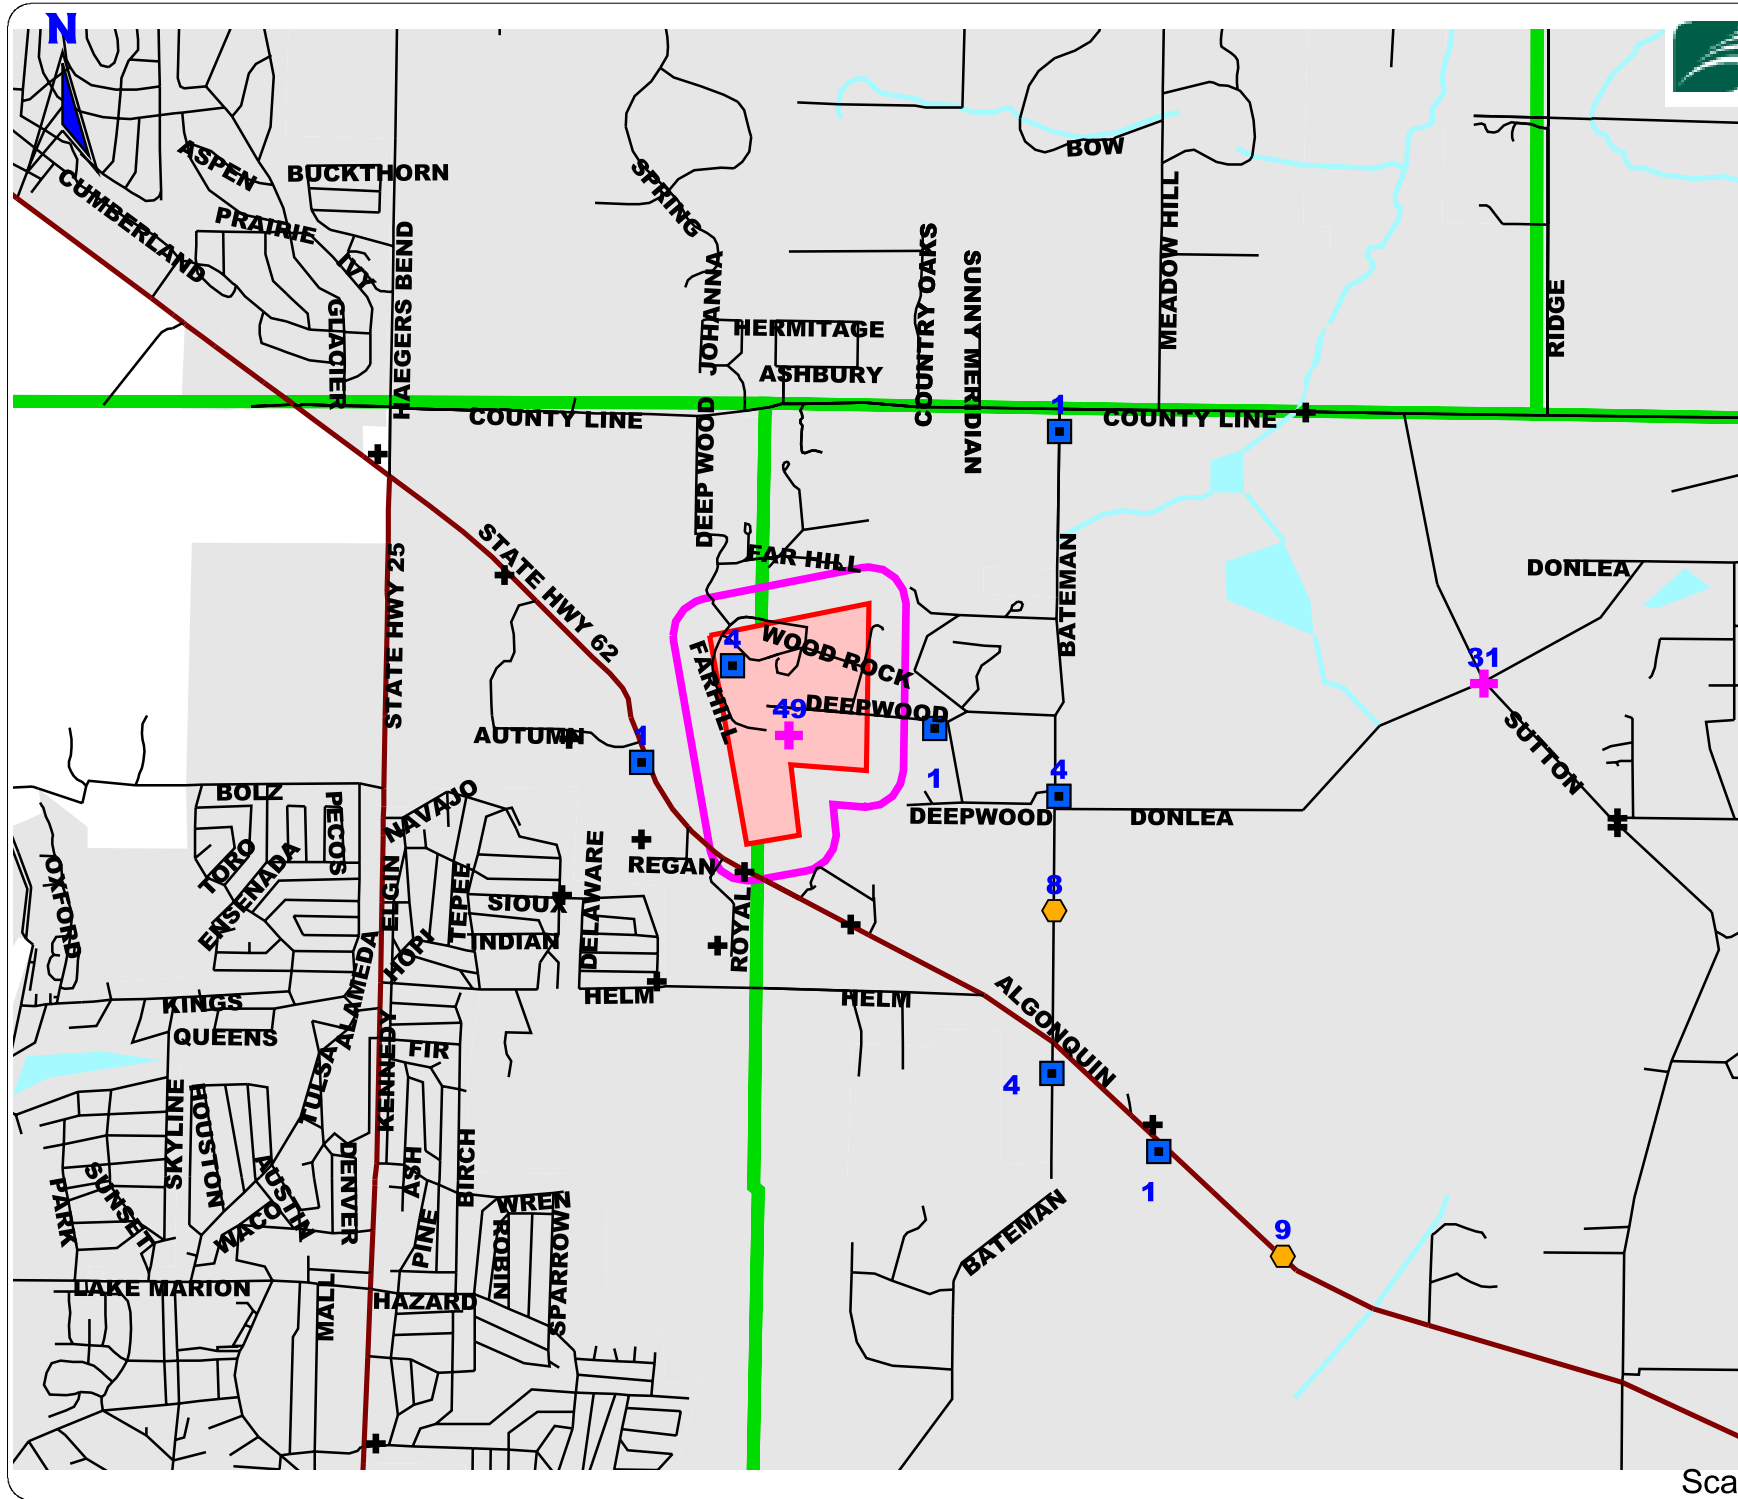 N
ASPEN
BUCKTHORN
CUMBERLAND
PRAIRIE
IVY
GLACIER
HAEGERS BEND
SPRING
JOHANNA
HERMITAGE
ASHBURY
COUNTRY OAKS
SUNNY MERIDIAN
BOW
MEADOW HILL
RIDGE
COUNTY LINE
1
COUNTY LINE
DEEP WOOD
STATE HWY 25
STATE HWY 62
FAR HILL
BATEMAN
DONLEA
4
WOOD ROCK
FARHILL
31
49
DEEPWOOD
SUTTON
AUTUMN
1
1
4
BOLZ
PECOS
NAVAJO
DEEPWOOD
DONLEA
TORO
ENSENADA
OXFORD
ELGIN
TEPEE
SIOUX
INDIAN
HOPI
DELAWARE
REGAN
ROYAL
8
ALAMEDA
KINGS
QUEENS
HELM
HELM
ALGONQUIN
TULSA
KENNEDY
FIR
4
SKYLINE
HOUSTON
PARK
SUNSET
AUSTIN
WACO
DENVER
ASH
BIRCH
PINE
WREN
ROBIN
SPARROW
1
BATEMAN
9
LAKE MARION
MALL
HAZARD
Sca